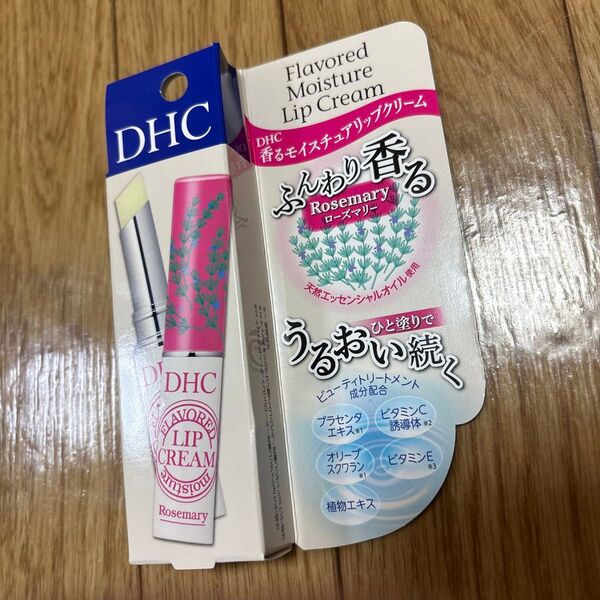 DHC
DHC
FLAVORED
LIP
CREAM
moisture
Rosemary
Flavored
Moisture
Lip Cream
DHC
香るモイスチュアリップクリーム
ふんわり香る
Rosemary
ローズマリー
天然エッセンシャルオイル使用
ひと塗りで
うるおい続く
ビューティトリートメント
成分配合
プラセンタ
エキス※1
ビタミンC
誘導体※2
オリーブ
スクワラン※1
ビタミンE
※3
植物エキス